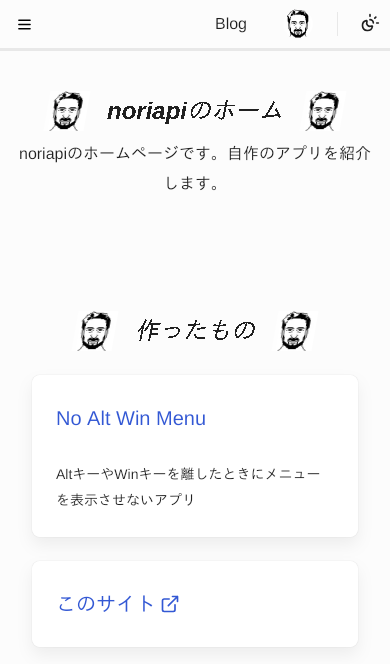 Blog
noriapiのホーム
noriapiのホームページです。自作のアプリを紹介
します。
作ったもの
No Alt Win Menu
AltキーやWinキーを離したときにメニュー
を表示させないアプリ
このサイト